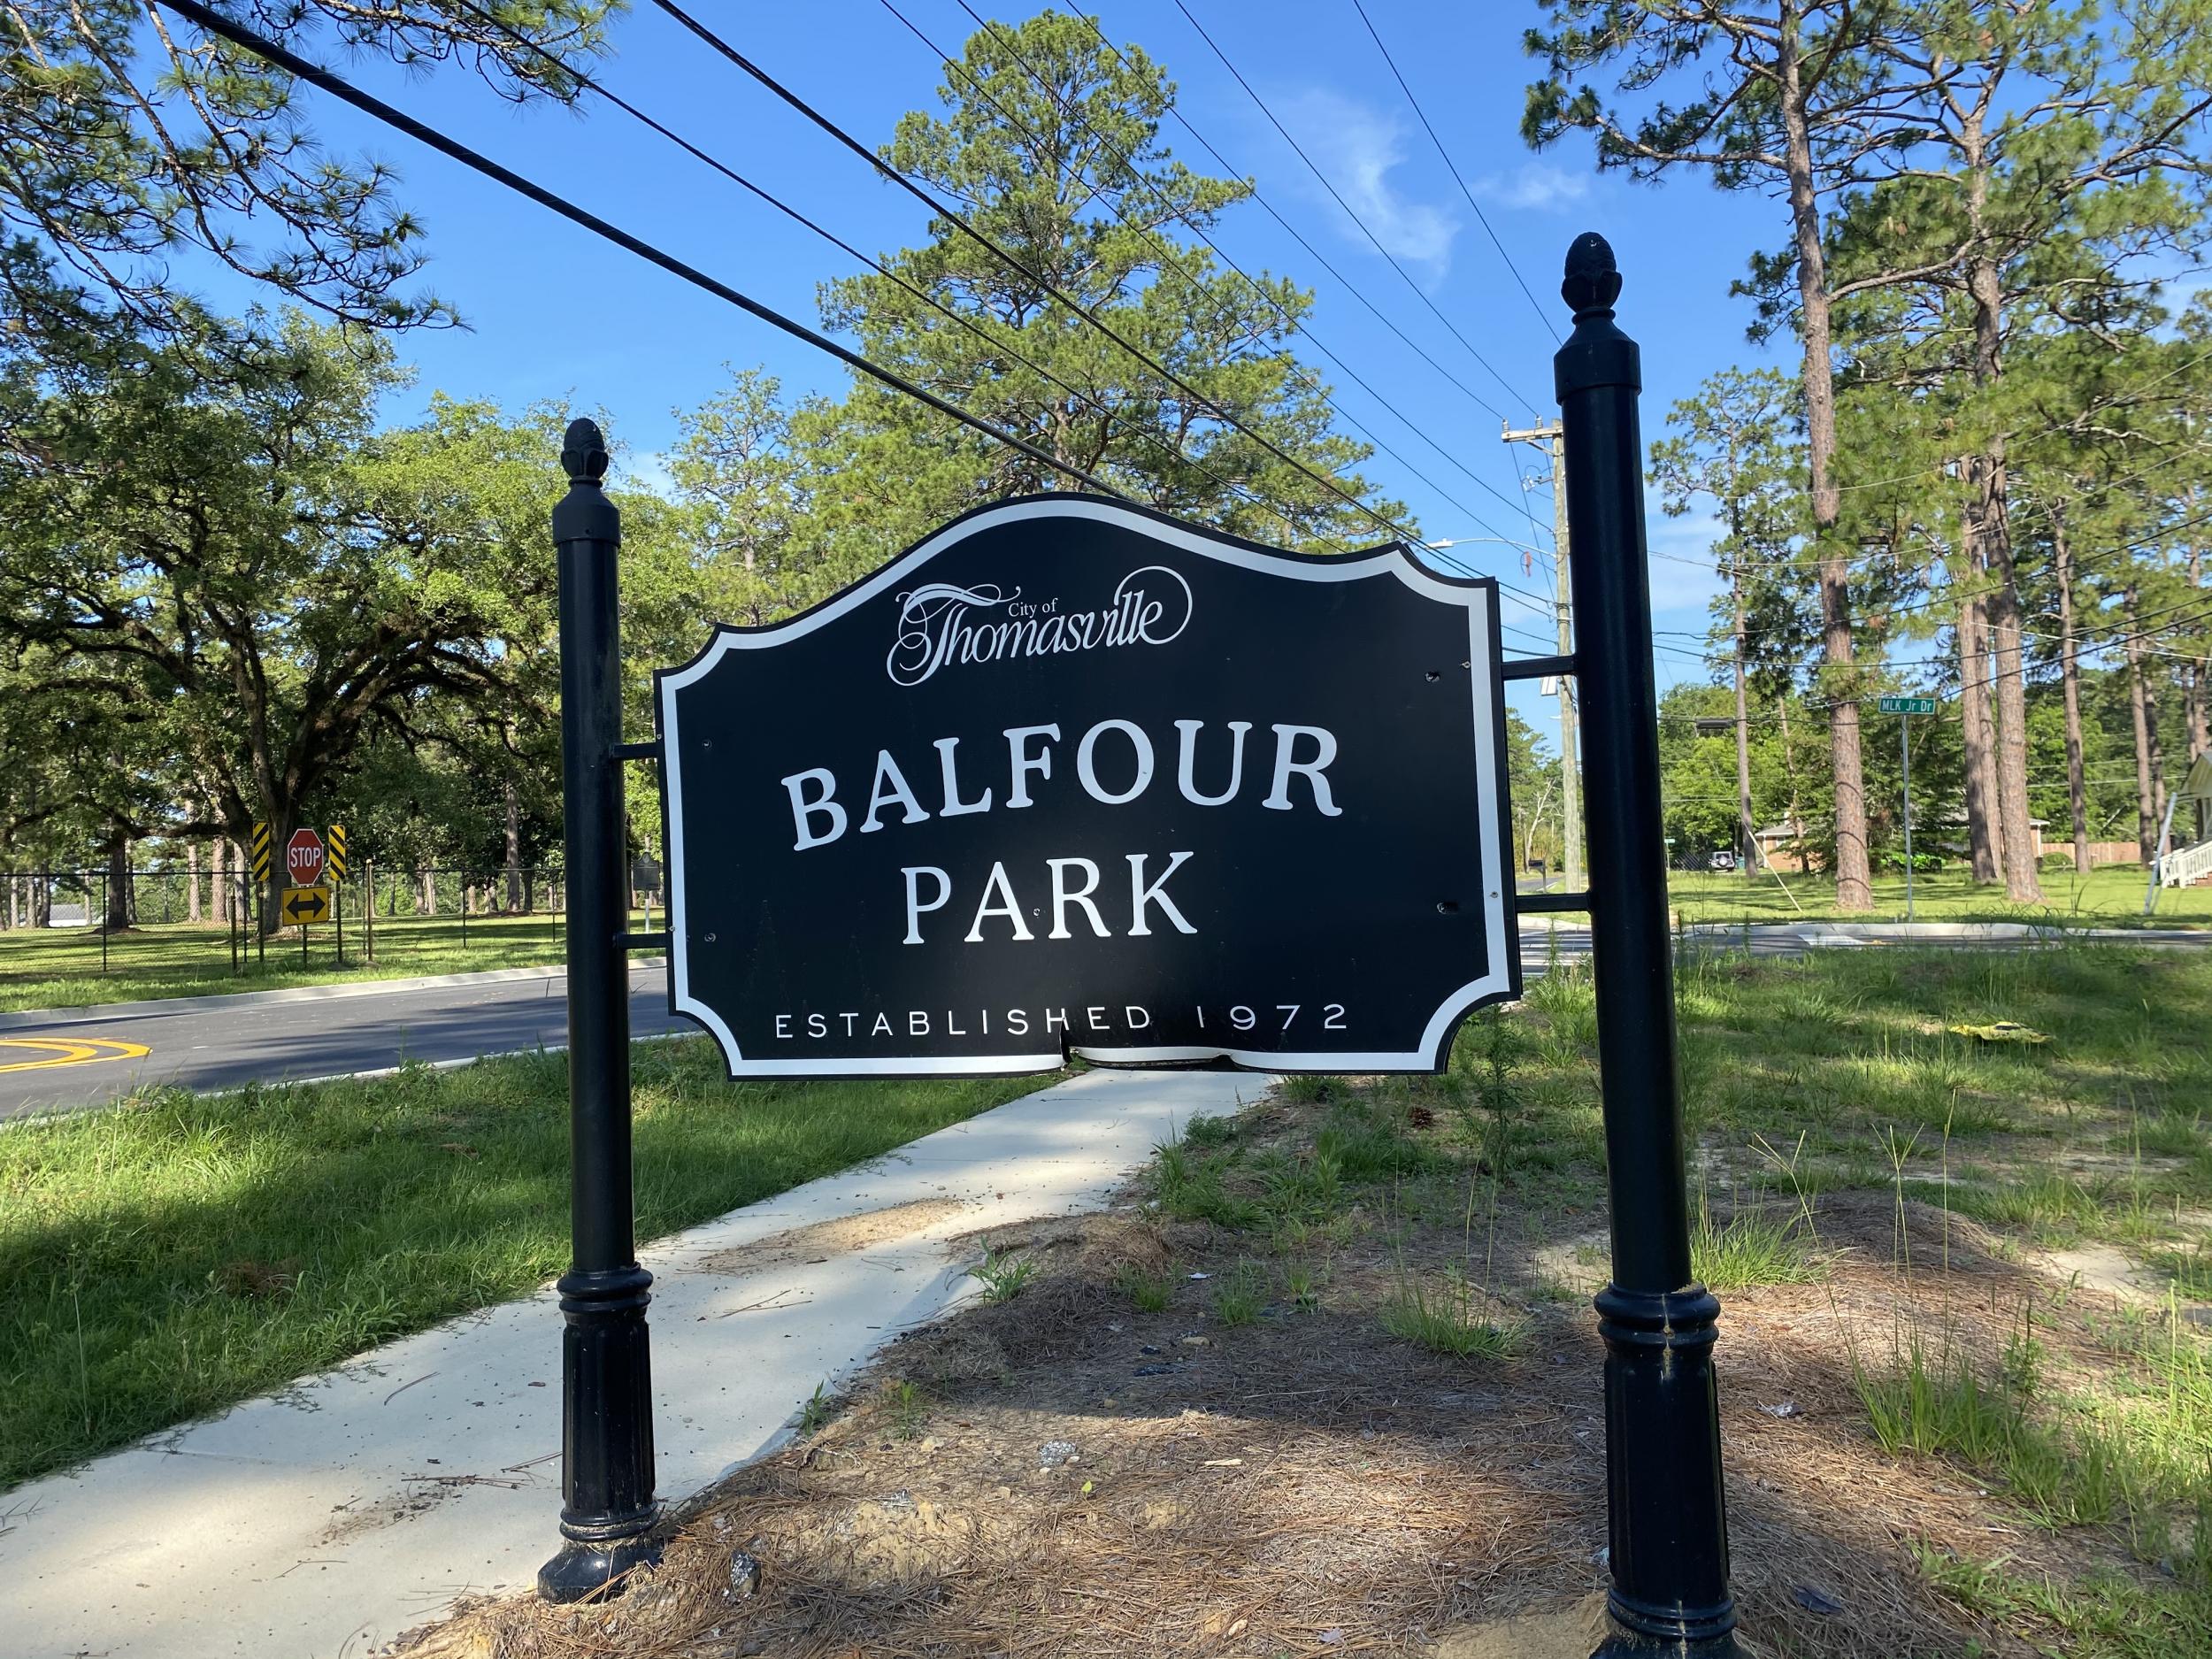 City of
Thomasville
BALFOUR
PARK
ESTABLISHED 1972
STOP
MLK Jr Dr